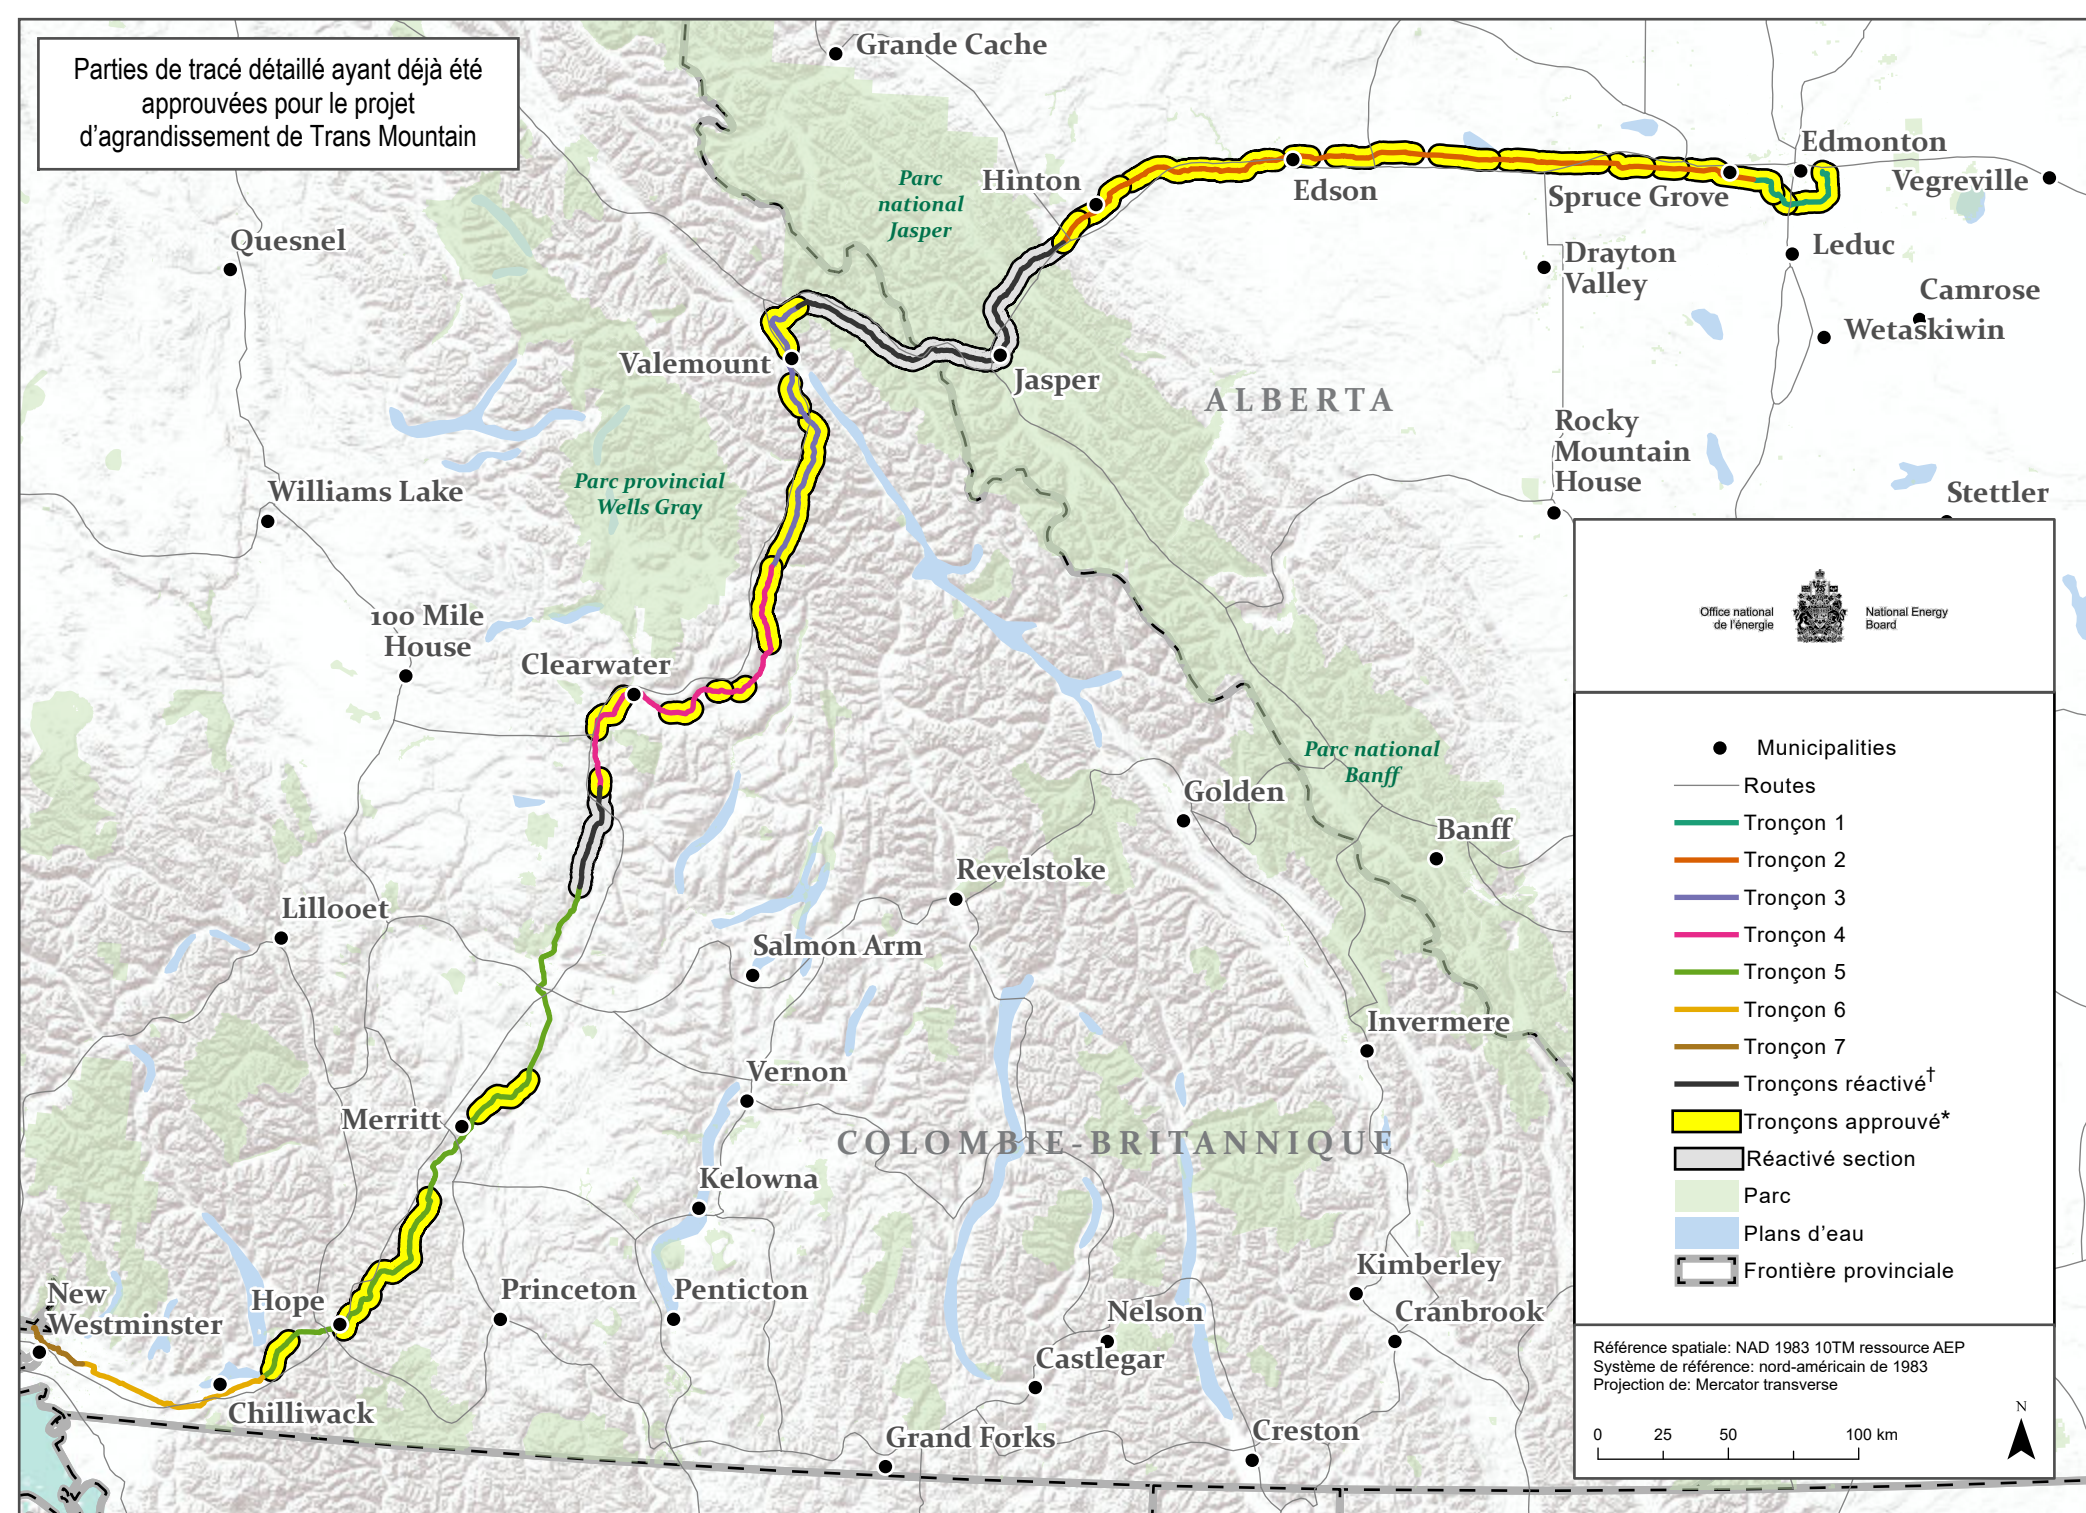 Parties de tracé détaillé ayant déjà été
approuvées pour le projet
d'agrandissement de Trans Mountain
Grande Cache
Edmonton
Vegreville
Hinton
Edson
Spruce Grove
Parc
national
Jasper
Quesnel
Leduc
Drayton
Valley
Camrose
Wetaskiwin
Valemount
Jasper
ALBERTA
Rocky
Mountain
House
Stettler
Williams Lake
Parc provincial
Wells Gray
100 Mile
House
Clearwater
Parc national
Banff
Golden
Banff
Revelstoke
Lillooet
Salmon Arm
Invermere
Vernon
Merritt
COLOMBIE-BRITANNIQUE
Kelowna
Kimberley
New
Westminster
Hope
Princeton
Penticton
Nelson
Cranbrook
Castlegar
Chilliwack
Grand Forks
Creston
Office national
de l'énergie
National Energy
Board
Municipalities
Routes
Tronçon 1
Tronçon 2
Tronçon 3
Tronçon 4
Tronçon 5
Tronçon 6
Tronçon 7
Tronçons réactivé†
Tronçons approuvé*
Réactivé section
Parc
Plans d'eau
Frontière provinciale
Référence spatiale: NAD 1983 10TM ressource AEP
Système de référence: nord-américain de 1983
Projection de: Mercator transverse
N
0 25 50 100 km